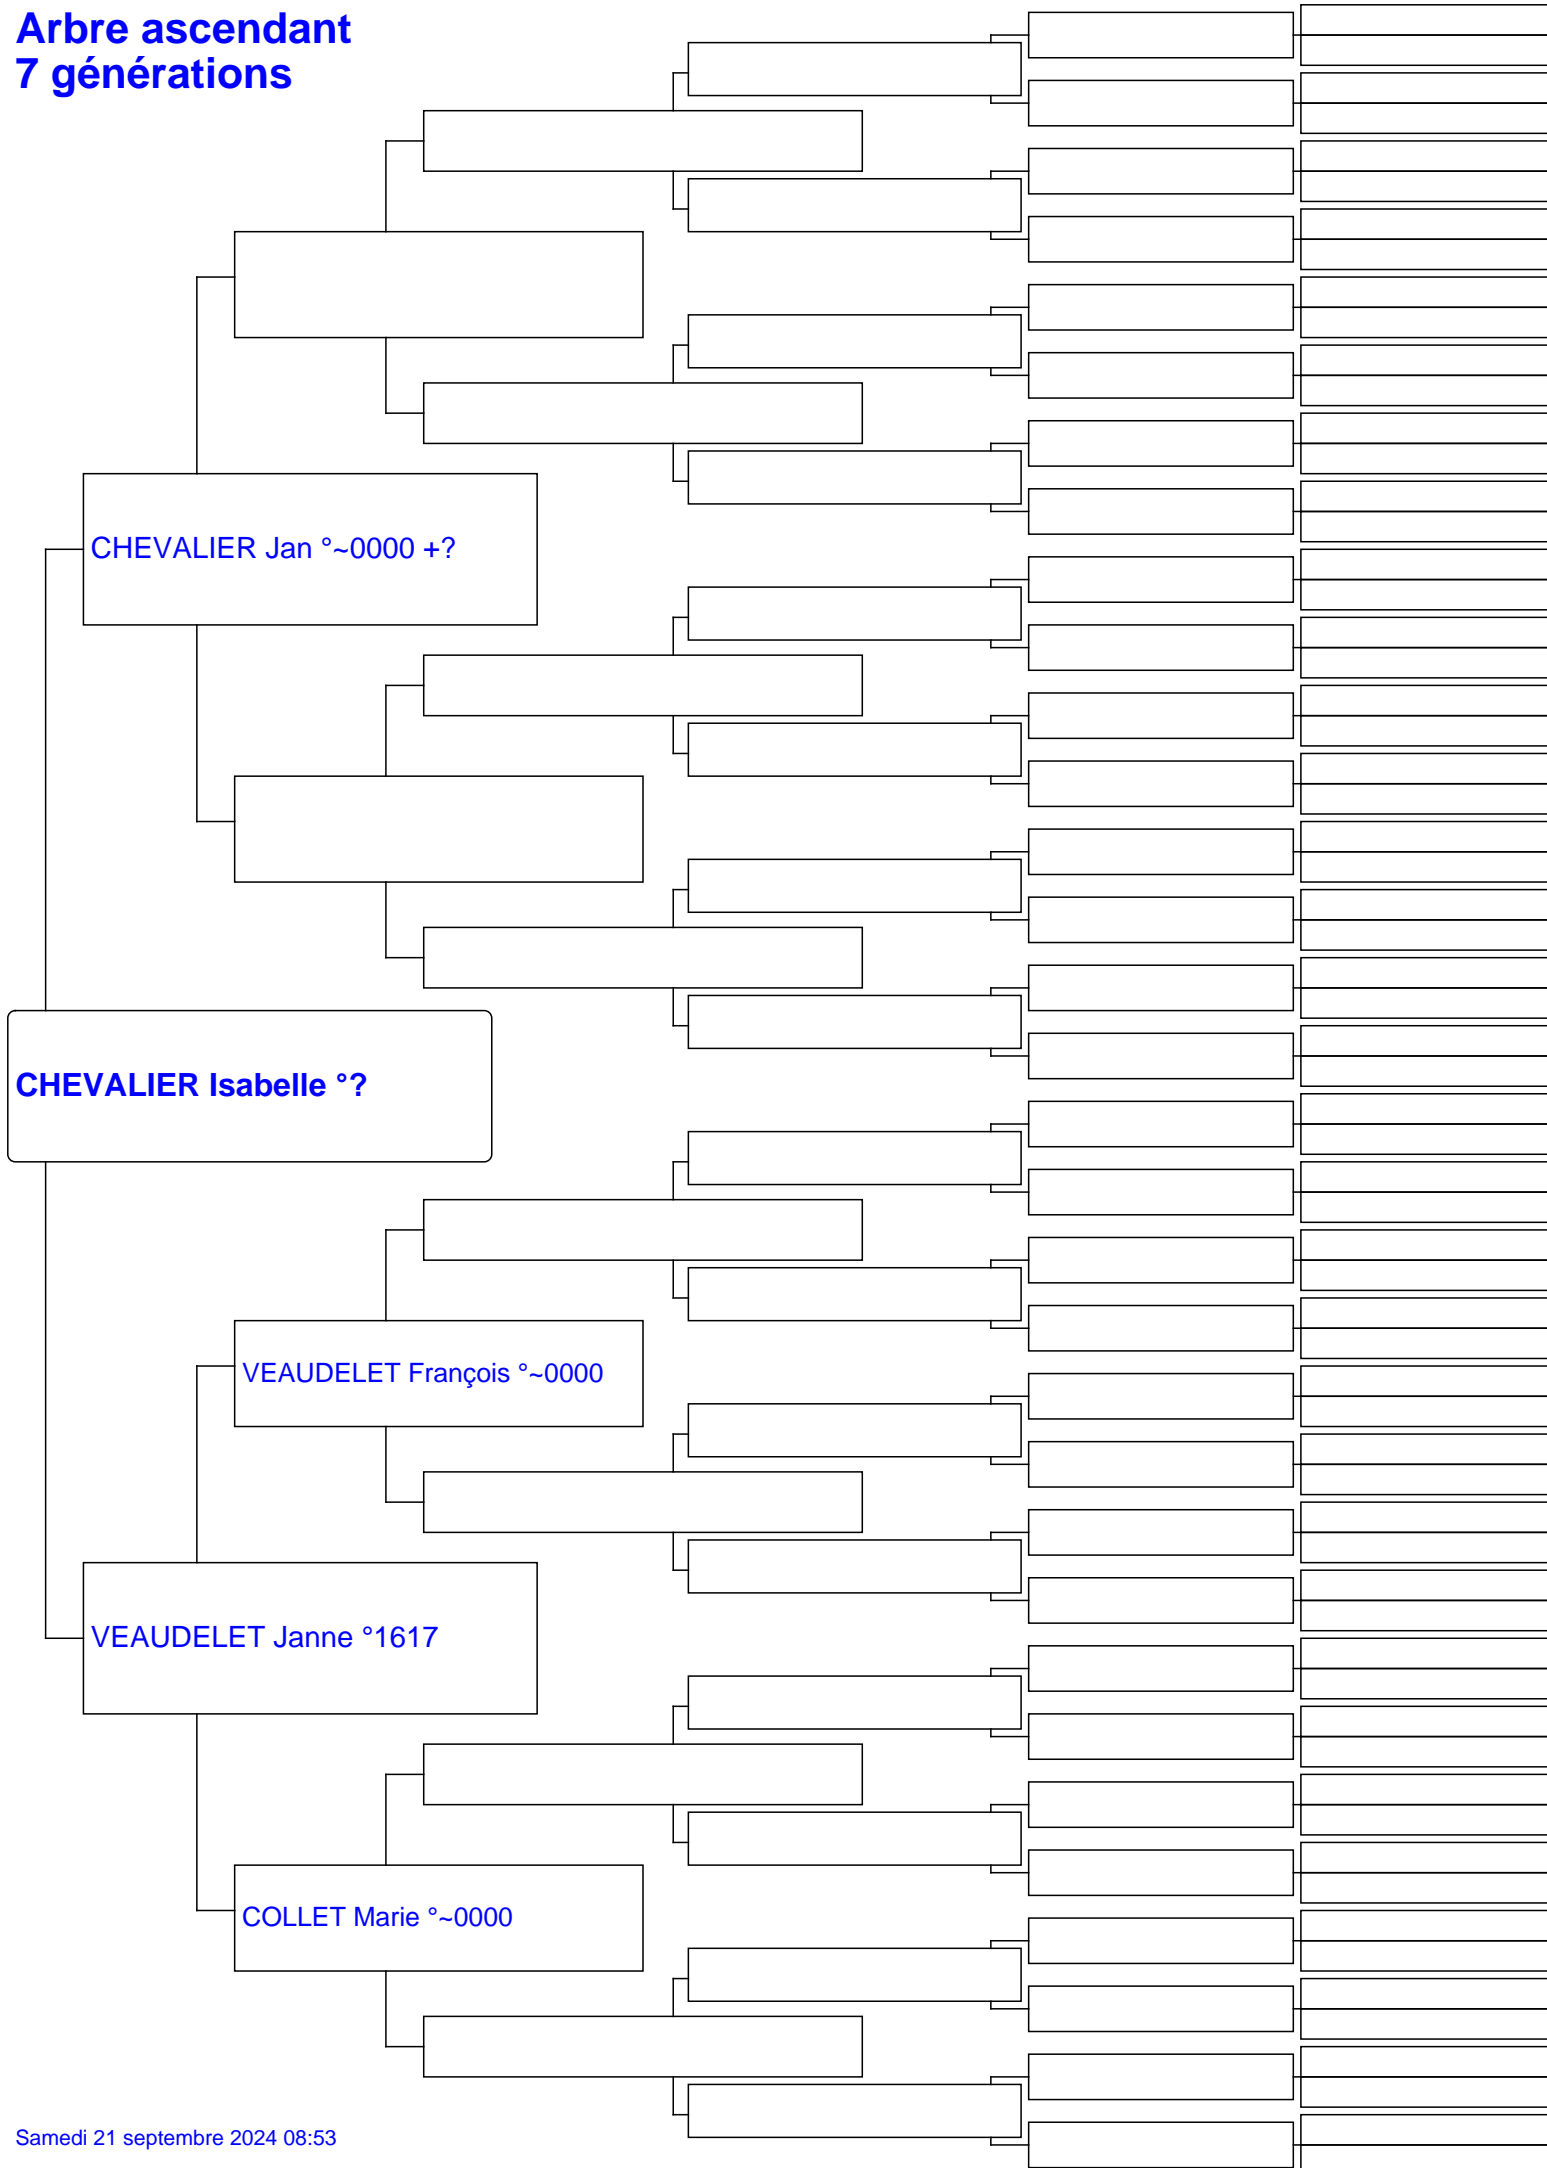 Arbre ascendant
7 générations
CHEVALIER Jan °~0000 +?
CHEVALIER Isabelle °?
VEAUDELET François °~0000
VEAUDELET Janne °1617
COLLET Marie °~0000
Samedi 21 septembre 2024 08:53